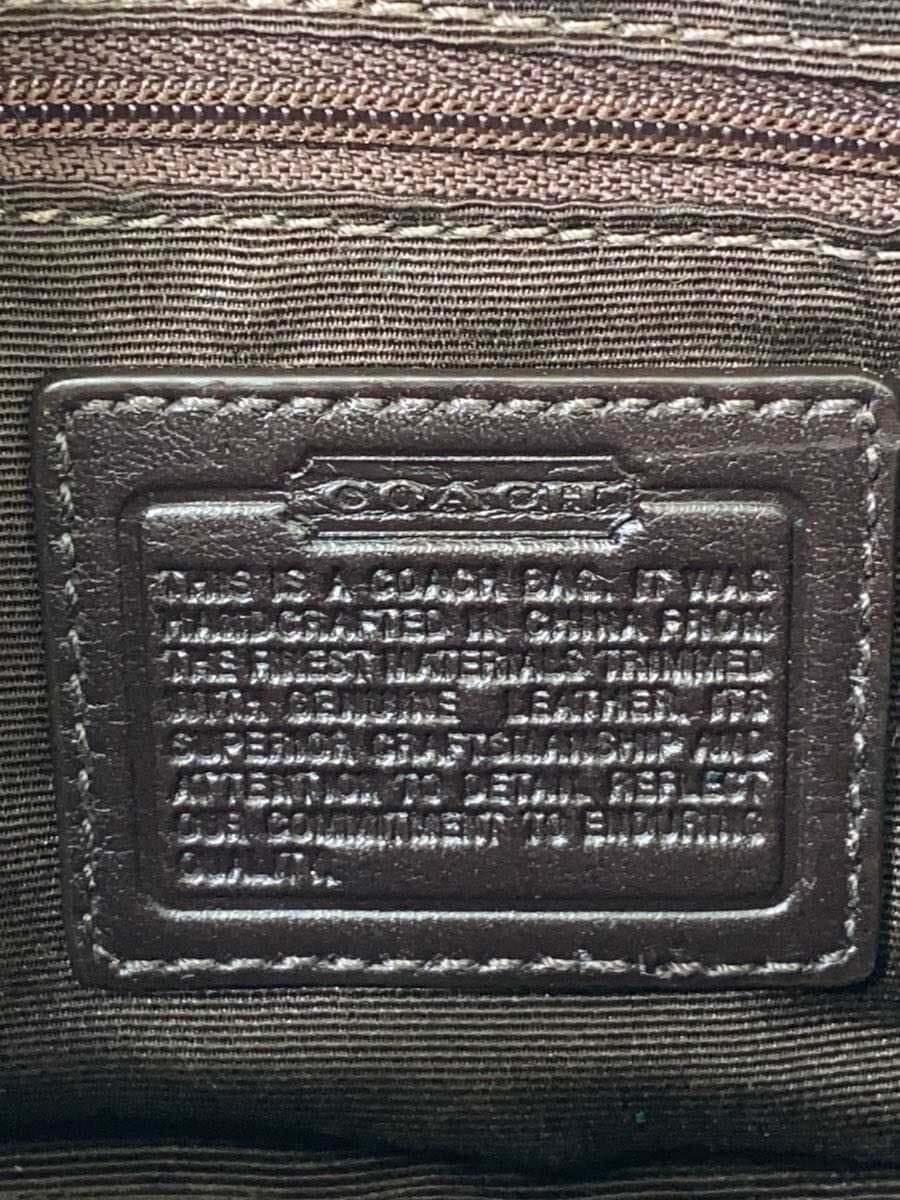 COACH
THIS IS A COACH BAG. IT WAS
HANDCRAFTED IN CHINA FROM
THE FINEST MATERIALS TRIMMED
WITH GENUINE LEATHER. ITS
SUPERIOR CRAFTSMANSHIP AND
ATTENTION TO DETAIL REFLECT
OUR COMMITMENT TO ENDURING
QUALITY.